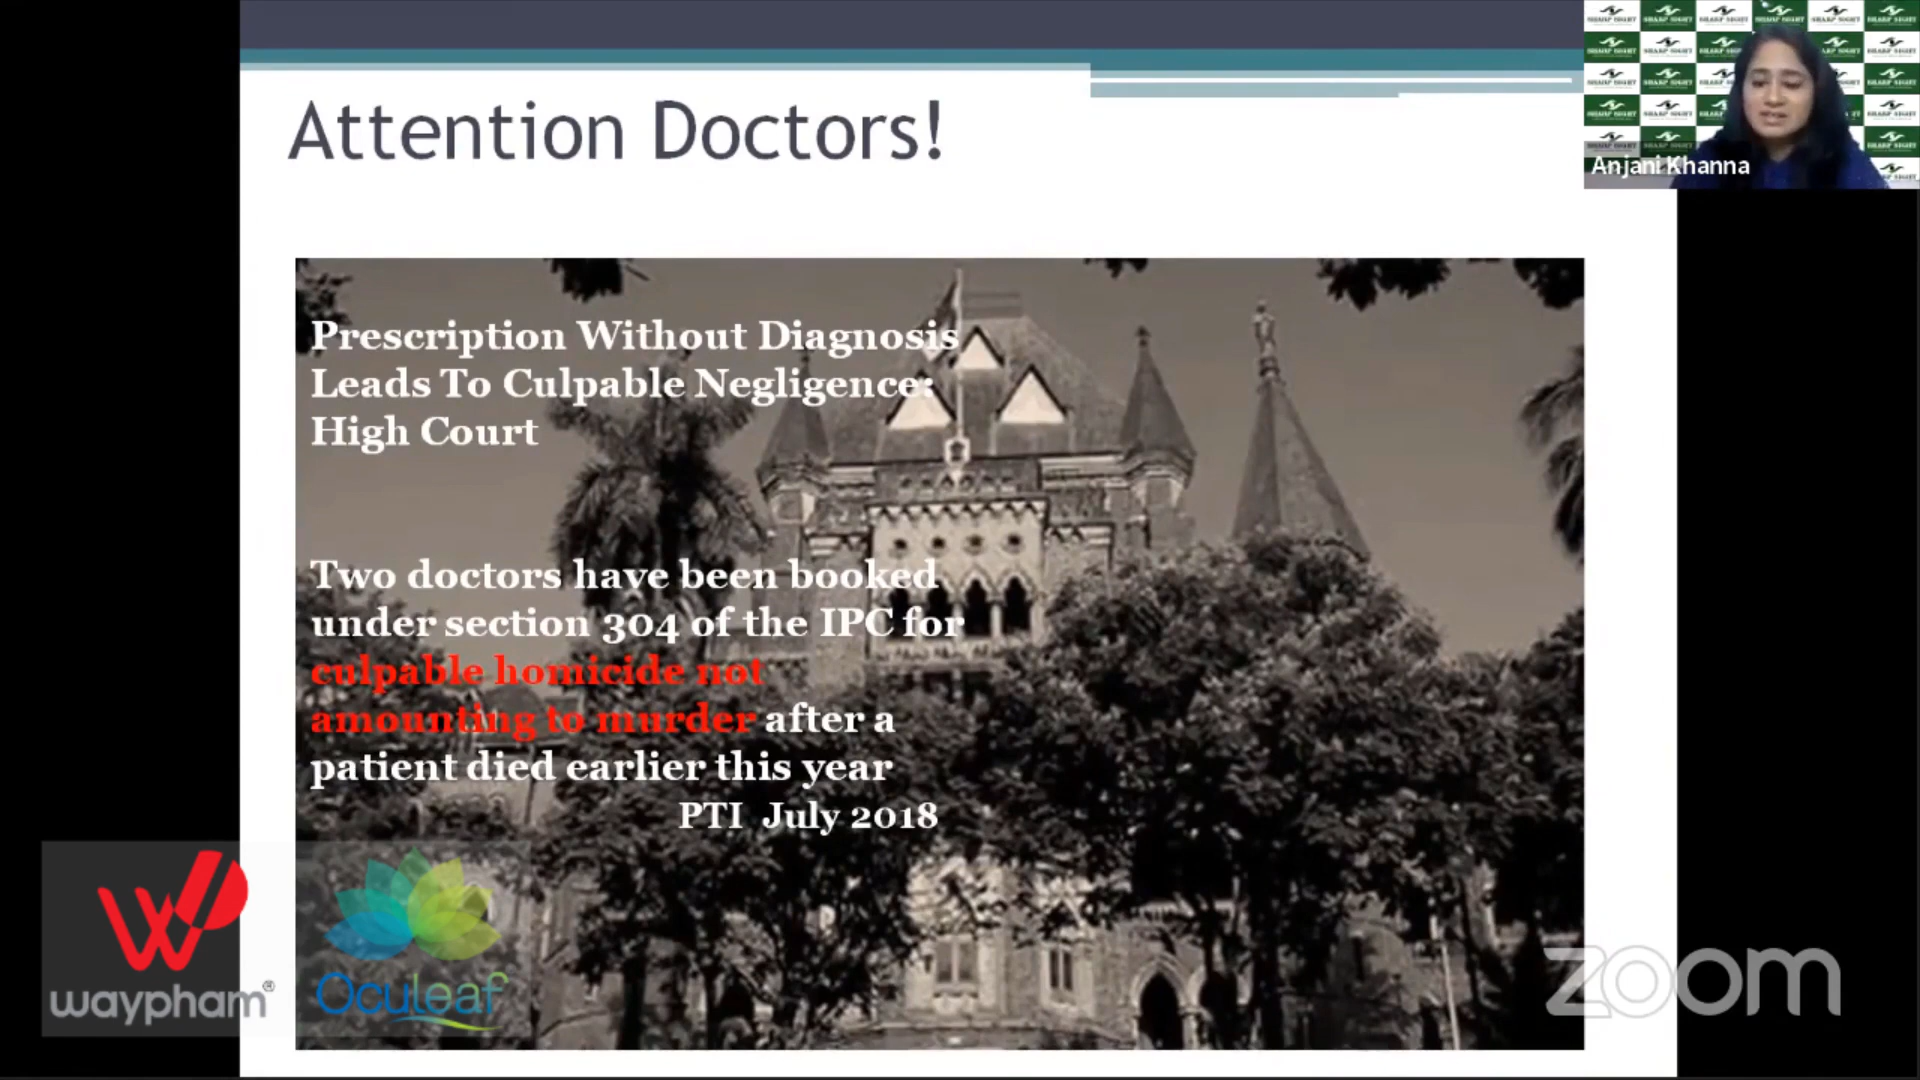 Attention Doctors!
SHARP SIGHT
Anjani Khanna
Prescription Without Diagnosis
Leads To Culpable Negligence:
High Court
Two doctors have been booked
under section 304 of the IPC for
culpable homicide not
amounting to murder after a
patient died earlier this year
PTI July 2018
waypham®
Oculeaf
zoom